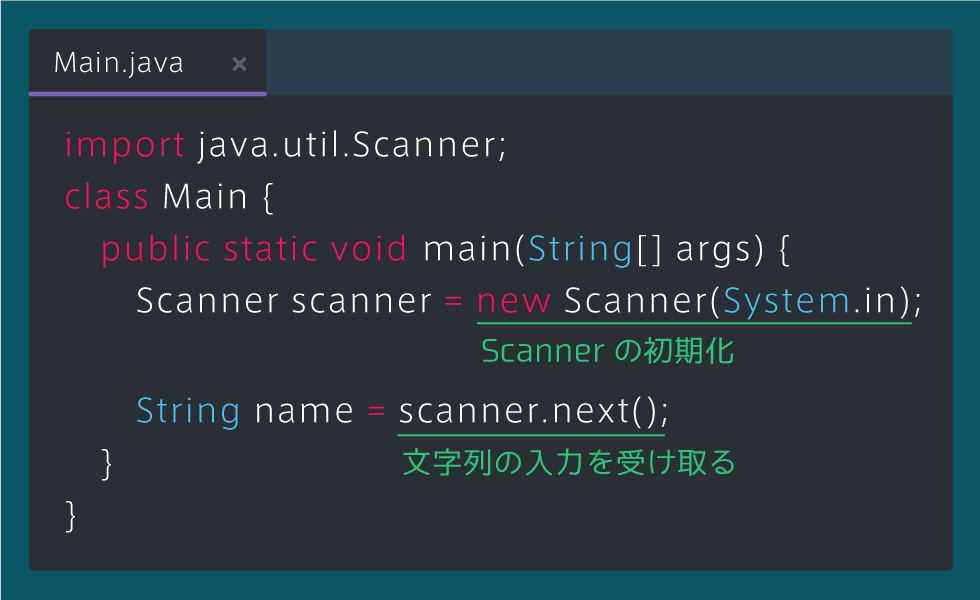 Main.java ×
import java.util.Scanner;
class Main {
public static void main(String[] args) {
Scanner scanner = new Scanner(System.in);
Scanner の初期化
String name = scanner.next();
}
文字列の入力を受け取る
}